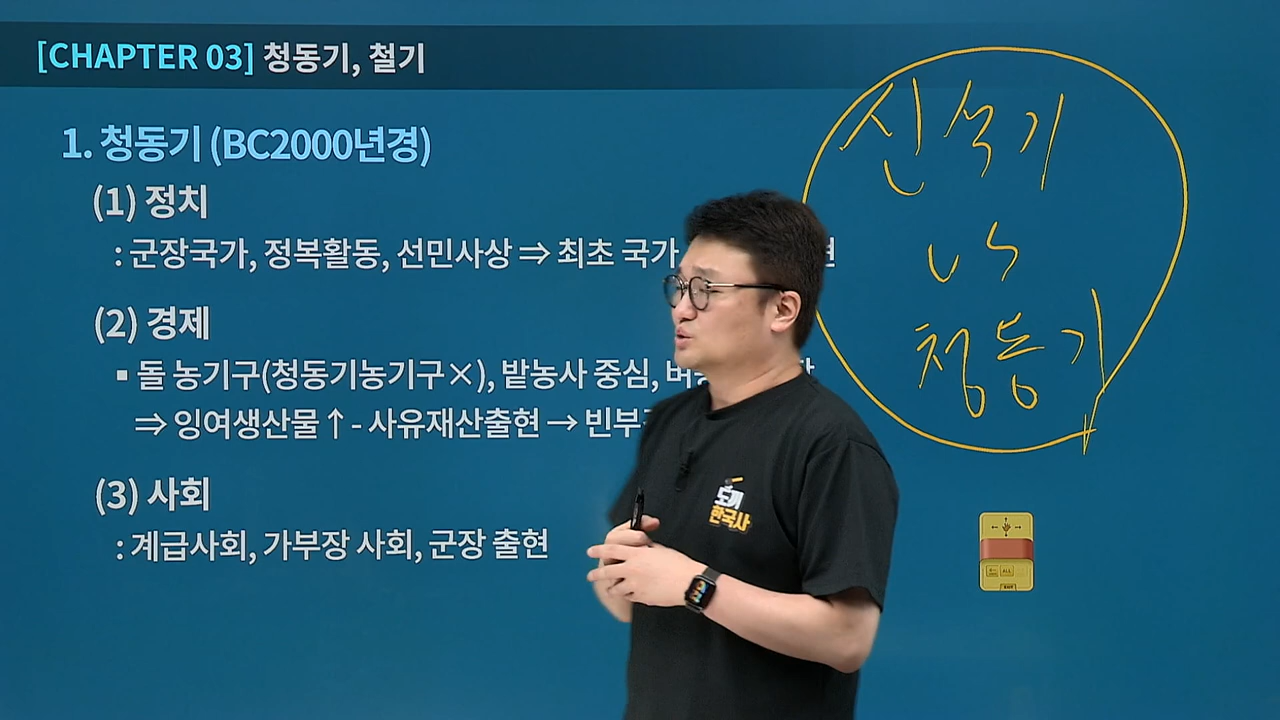 [CHAPTER 03] 청동기, 철기
1. 청동기 (BC2000년경)
(1) 정치
: 군장국가, 정복활동, 선민사상 ⇒ 최초 국가
(2) 경제
▪ 돌 농기구(청동기농기구×), 밭농사 중심,
⇒ 잉여생산물↑ - 사유재산출현 → 빈부
(3) 사회
: 계급사회, 가부장 사회, 군장 출현
신석기
vs
청동기
도끼
한국사
ALL